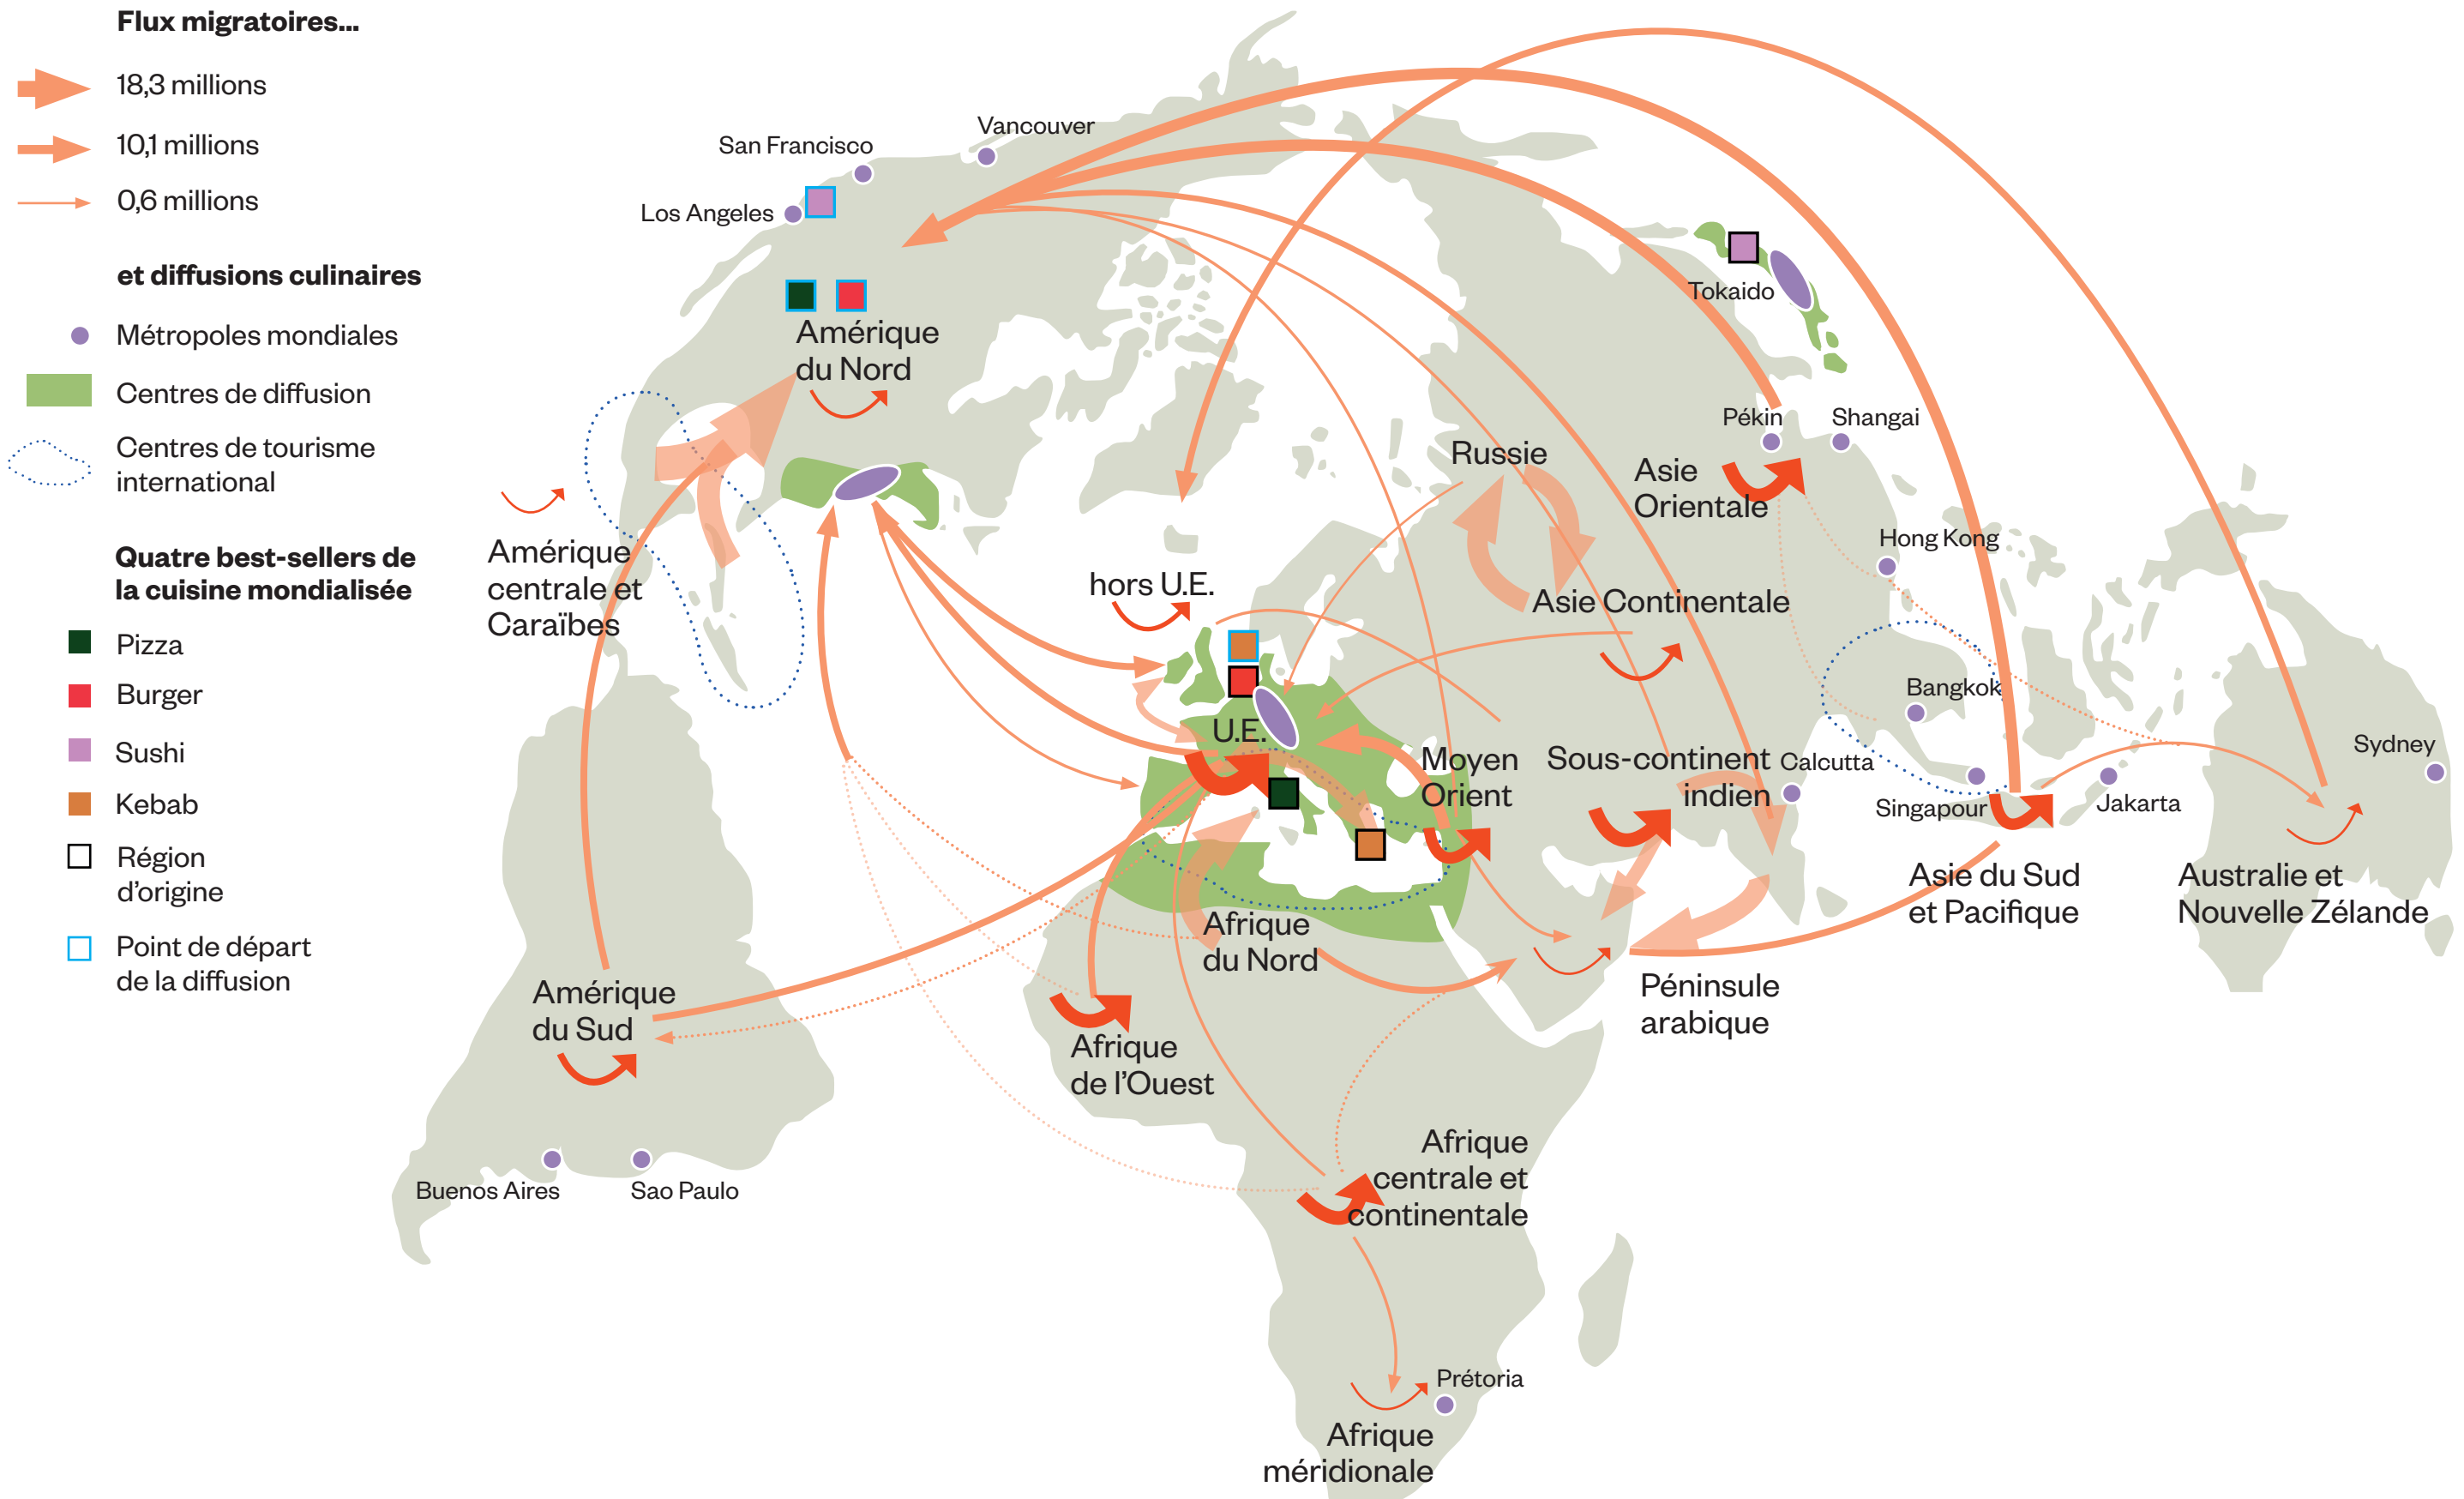 Flux migratoires...
18,3 millions
10,1 millions
0,6 millions
et diffusions culinaires
Métropoles mondiales
Centres de diffusion
Centres de tourisme
international
Quatre best-sellers de
la cuisine mondialisée
Pizza
Burger
Sushi
Kebab
Région
d'origine
Point de départ
de la diffusion
Vancouver
San Francisco
Los Angeles
Amérique
du Nord
Amérique
centrale et
Caraïbes
Amérique
du Sud
Buenos Aires
Sao Paulo
hors U.E.
U.E.
Russie
Asie Continentale
Asie
Orientale
Tokaido
Pékin
Shangai
Hong Kong
Bangkok
Moyen
Orient
Sous-continent
indien
Calcutta
Singapour
Jakarta
Sydney
Asie du Sud
et Pacifique
Australie et
Nouvelle Zélande
Afrique
du Nord
Péninsule
arabique
Afrique
de l'Ouest
Afrique
centrale et
continentale
Prétoria
Afrique
méridionale